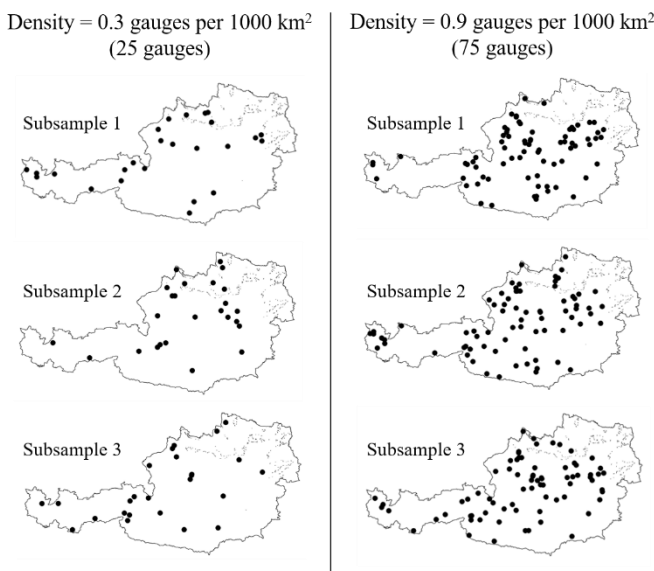 Density = 0.3 gauges per 1000 km²
(25 gauges)
Subsample 1
Subsample 2
Subsample 3
Density = 0.9 gauges per 1000 km²
(75 gauges)
Subsample 1
Subsample 2
Subsample 3